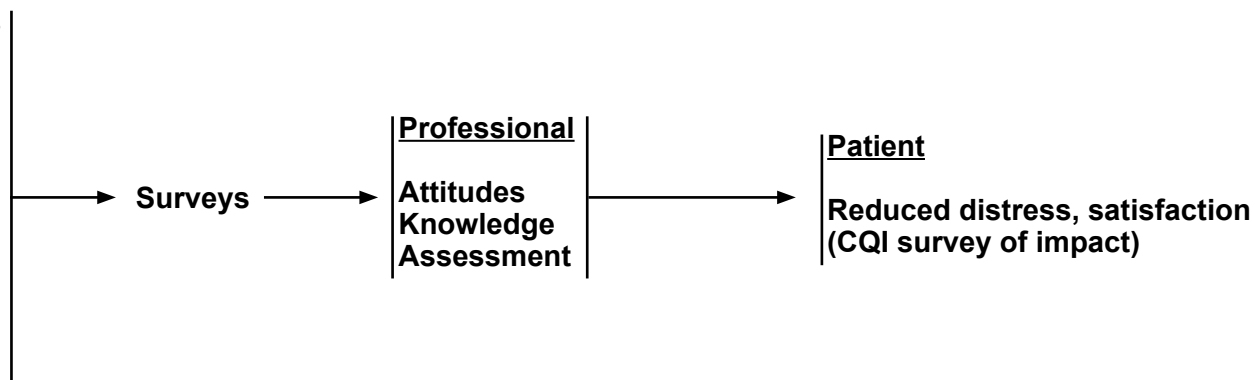 Surveys
Professional
Attitudes
Knowledge
Assessment
Patient
Reduced distress, satisfaction
(CQI survey of impact)